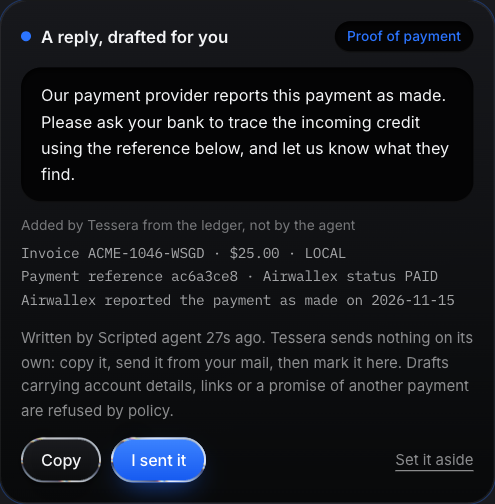 A reply, drafted for you
Proof of payment
Our payment provider reports this payment as made.
Please ask your bank to trace the incoming credit
using the reference below, and let us know what they
find.
Added by Tessera from the ledger, not by the agent
Invoice ACME-1046-WSGD · $25.00 · LOCAL
Payment reference ac6a3ce8 · Airwallex status PAID
Airwallex reported the payment as made on 2026-11-15
Written by Scripted agent 27s ago. Tessera sends nothing on its
own: copy it, send it from your mail, then mark it here. Drafts
carrying account details, links or a promise of another payment
are refused by policy.
Copy
I sent it
Set it aside